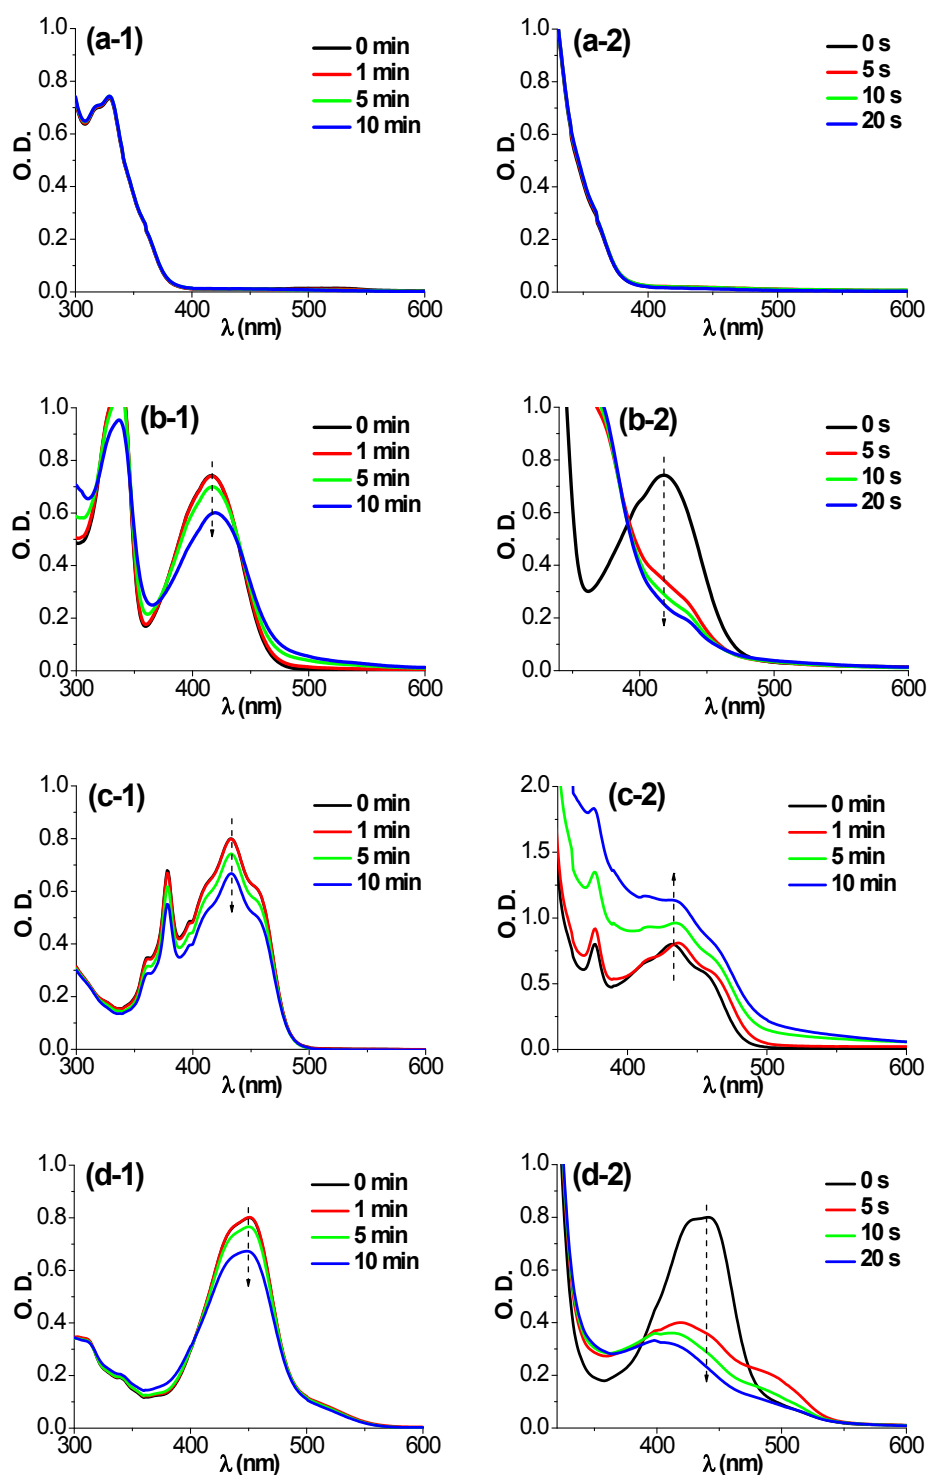 (a-1)
0 min
1 min
5 min
10 min
1.0
0.8
0.6
0.4
0.2
0.0
O. D.
300 400 500 600
λ (nm)
(a-2)
0 s
5 s
10 s
20 s
1.0
0.8
0.6
0.4
0.2
0.0
O. D.
400 500 600
λ (nm)
(b-1)
0 min
1 min
5 min
10 min
1.0
0.8
0.6
0.4
0.2
0.0
O. D.
300 400 500 600
λ (nm)
(b-2)
0 s
5 s
10 s
20 s
1.0
0.8
0.6
0.4
0.2
0.0
O. D.
400 500 600
λ (nm)
(c-1)
0 min
1 min
5 min
10 min
1.0
0.8
0.6
0.4
0.2
0.0
O. D.
300 400 500 600
λ (nm)
(c-2)
0 min
1 min
5 min
10 min
2.0
1.5
1.0
0.5
0.0
O. D.
400 500 600
λ (nm)
(d-1)
0 min
1 min
5 min
10 min
1.0
0.8
0.6
0.4
0.2
0.0
O. D.
300 400 500 600
λ (nm)
(d-2)
0 s
5 s
10 s
20 s
1.0
0.8
0.6
0.4
0.2
0.0
O. D.
400 500 600
λ (nm)